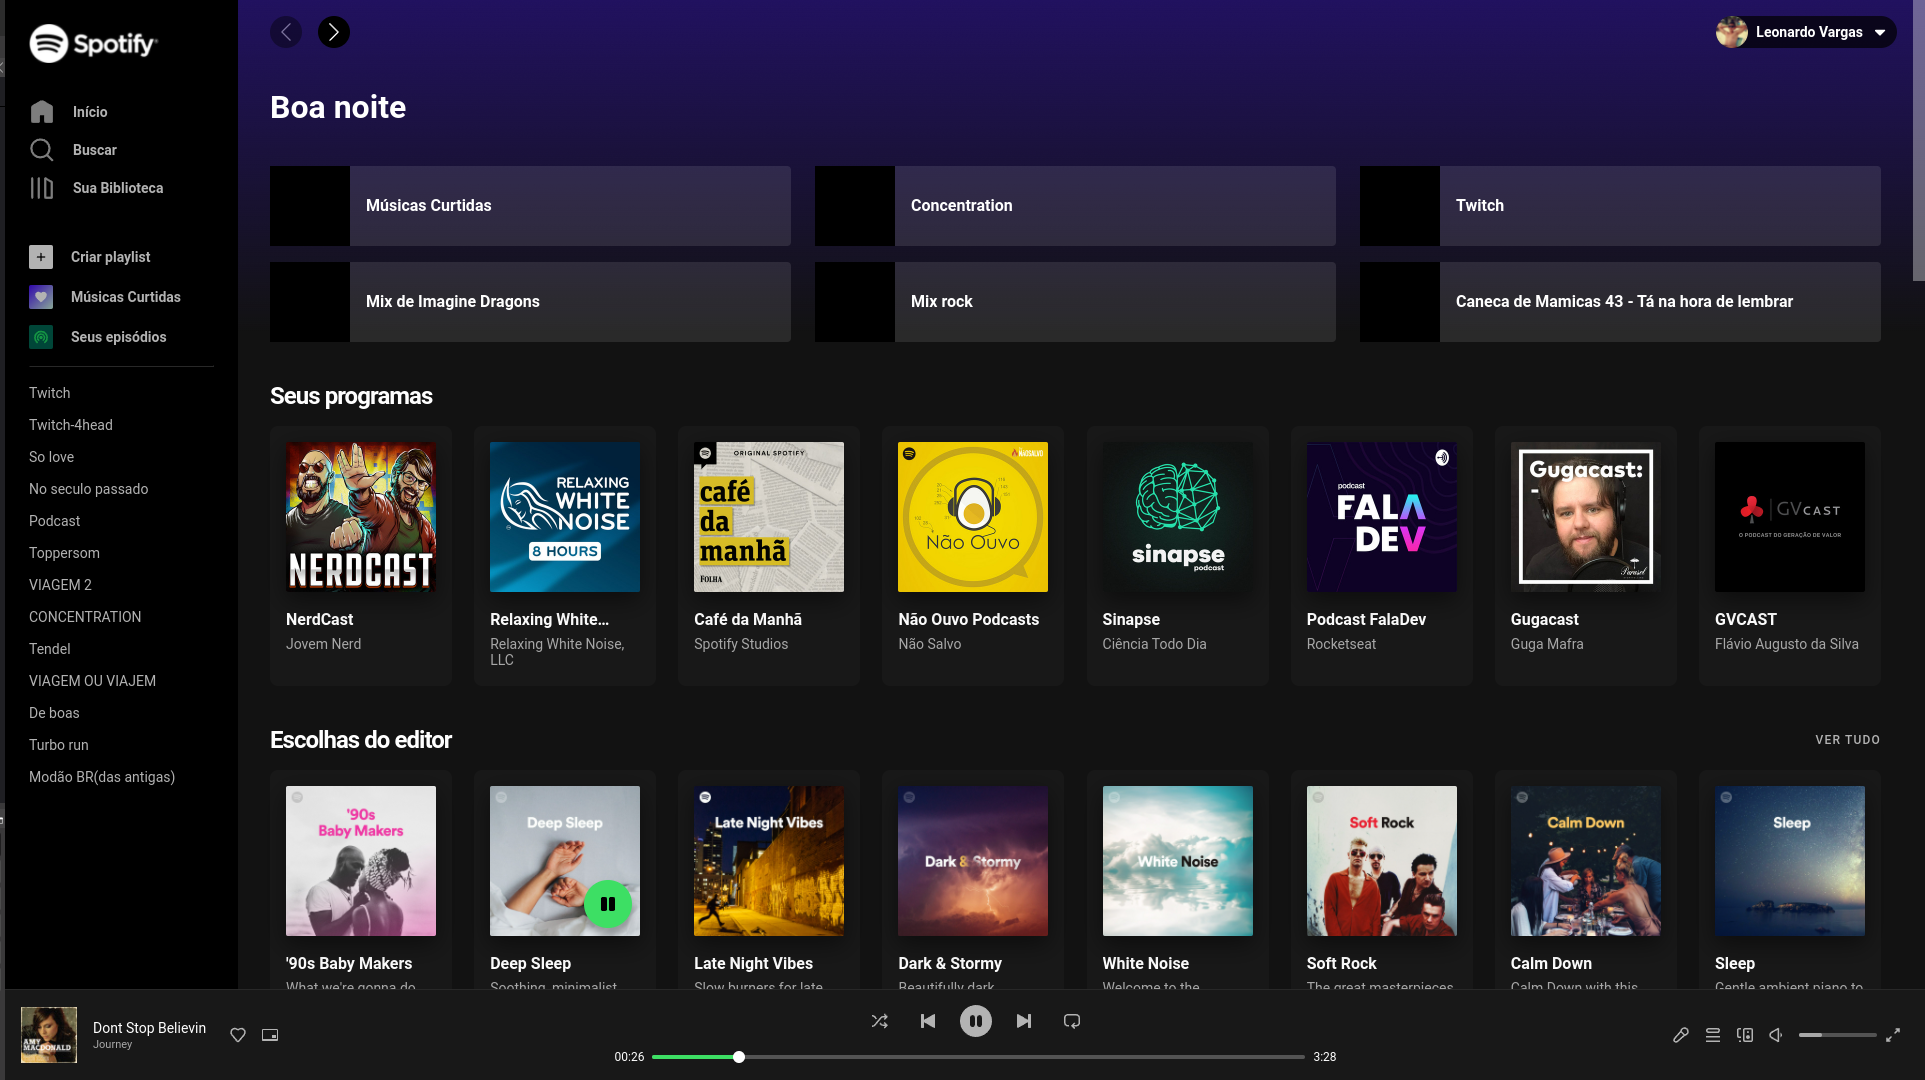 Spotify
Leonardo Vargas
Início
Buscar
Sua Biblioteca
Criar playlist
Músicas Curtidas
Seus episódios
Twitch
Twitch-4head
So love
No seculo passado
Podcast
Toppersom
VIAGEM 2
CONCENTRATION
Tendel
VIAGEM OU VIAJEM
De boas
Turbo run
Modão BR(das antigas)
Boa noite
Músicas Curtidas
Concentration
Twitch
Mix de Imagine Dragons
Mix rock
Caneca de Mamicas 43 - Tá na hora de lembrar
Seus programas
NERDCAST
RELAXING
WHITE
NOISE
8 HOURS
ORIGINAL SPOTIFY
café
da
manhã
FOLHA
NÃOSALVO
Não Ouvo
sinapse
podcast
podcast
FALA
DEV
Gugacast:
GVCAST
O PODCAST DO GERAÇÃO DE VALOR
NerdCast
Jovem Nerd
Relaxing White...
Relaxing White Noise,
LLC
Café da Manhã
Spotify Studios
Não Ouvo Podcasts
Não Salvo
Sinapse
Ciência Todo Dia
Podcast FalaDev
Rocketseat
Gugacast
Guga Mafra
GVCAST
Flávio Augusto da Silva
Escolhas do editor
VER TUDO
'90s
Baby Makers
Deep Sleep
Late Night Vibes
Dark & Stormy
White Noise
Soft Rock
Calm Down
Sleep
'90s Baby Makers
What we're gonna do
Deep Sleep
Soothing, minimalist
Late Night Vibes
Slow burners for late
Dark & Stormy
Beautifully dark,
White Noise
Welcome to the
Soft Rock
The great masterpieces
Calm Down
Calm Down with this
Sleep
Gentle ambient piano to
AMY
MACDONALD
Dont Stop Believin
Journey
00:26
3:28